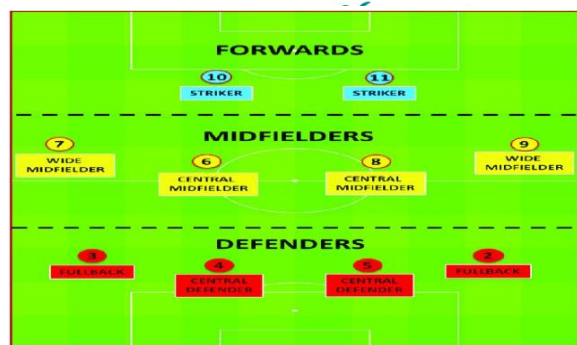 FORWARDS
10 11
STRIKER STRIKER
MIDFIELDERS
7 9
WIDE MIDFIELDER WIDE MIDFIELDER
6 8
CENTRAL MIDFIELDER CENTRAL MIDFIELDER
DEFENDERS
3 2
FULLBACK FULLBACK
4 5
CENTRAL DEFENDER CENTRAL DEFENDER